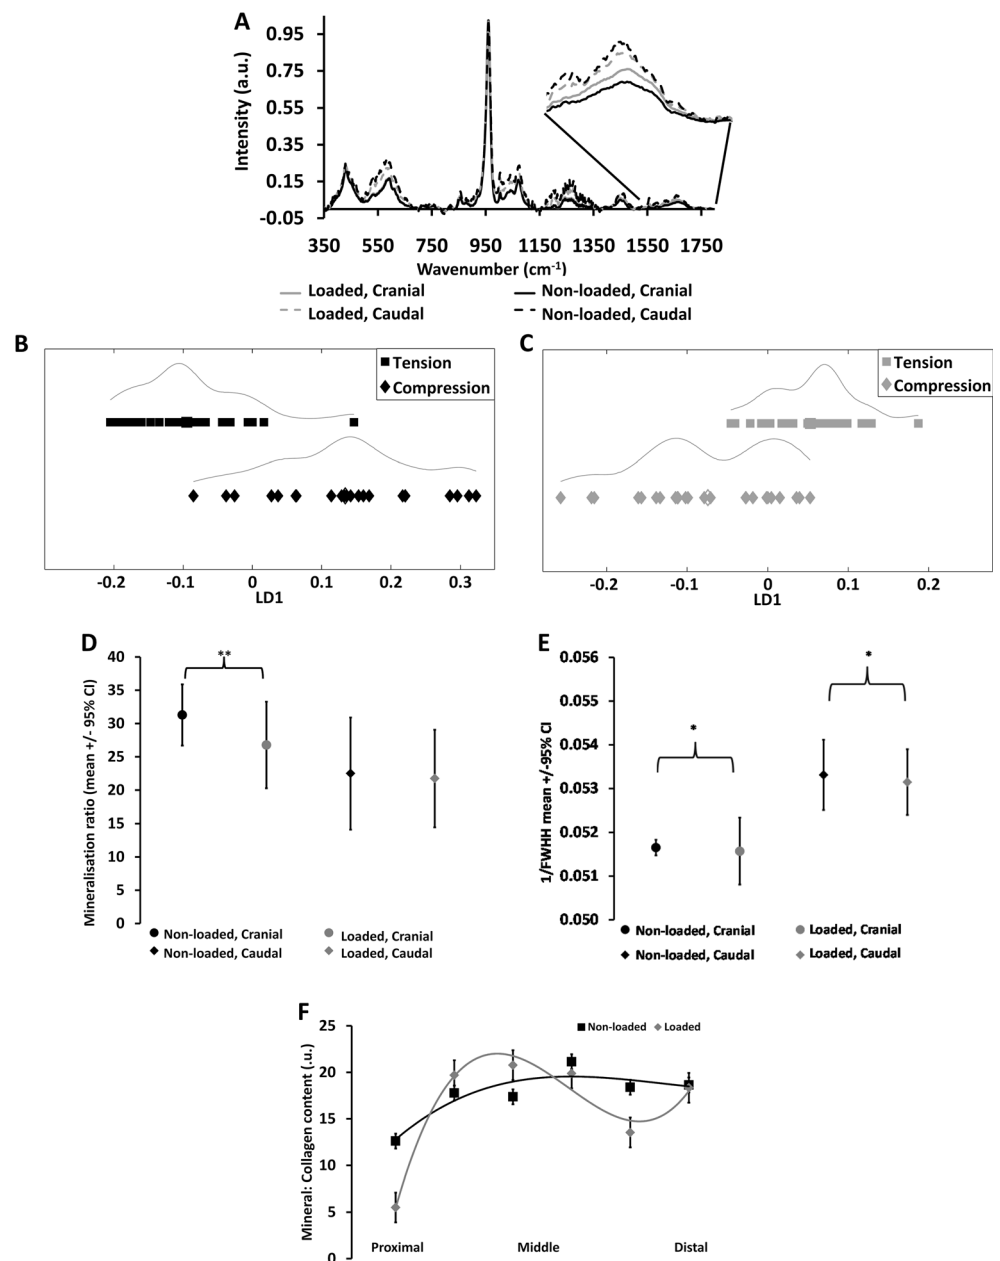 A
Intensity (a.u.)
0.95
0.75
0.55
0.35
0.15
-0.05
350 450 550 750 950 1150 1350 1550 1750
Wavenumber (cm-1)
Loaded, Cranial
Non-loaded, Cranial
Loaded, Caudal
Non-loaded, Caudal
B
Tension
Compression
-0.2 -0.1 0 0.1 0.2 0.3
LD1
C
Tension
Compression
-0.2 -0.1 0 0.1 0.2
LD1
D
Mineralisation ratio (mean +/- 95% CI)
40
35
30
25
20
15
10
5
0
**
Non-loaded, Cranial
Loaded, Cranial
Non-loaded, Caudal
Loaded, Caudal
E
1/FWHH mean +/-95% CI
0.056
0.055
0.054
0.053
0.052
0.051
0.050
*
*
Non-loaded, Cranial
Loaded, Cranial
Non-loaded, Caudal
Loaded, Caudal
F
Mineral: Collagen content (.u.)
25
20
15
10
5
0
Non-loaded
Loaded
Proximal
Middle
Distal